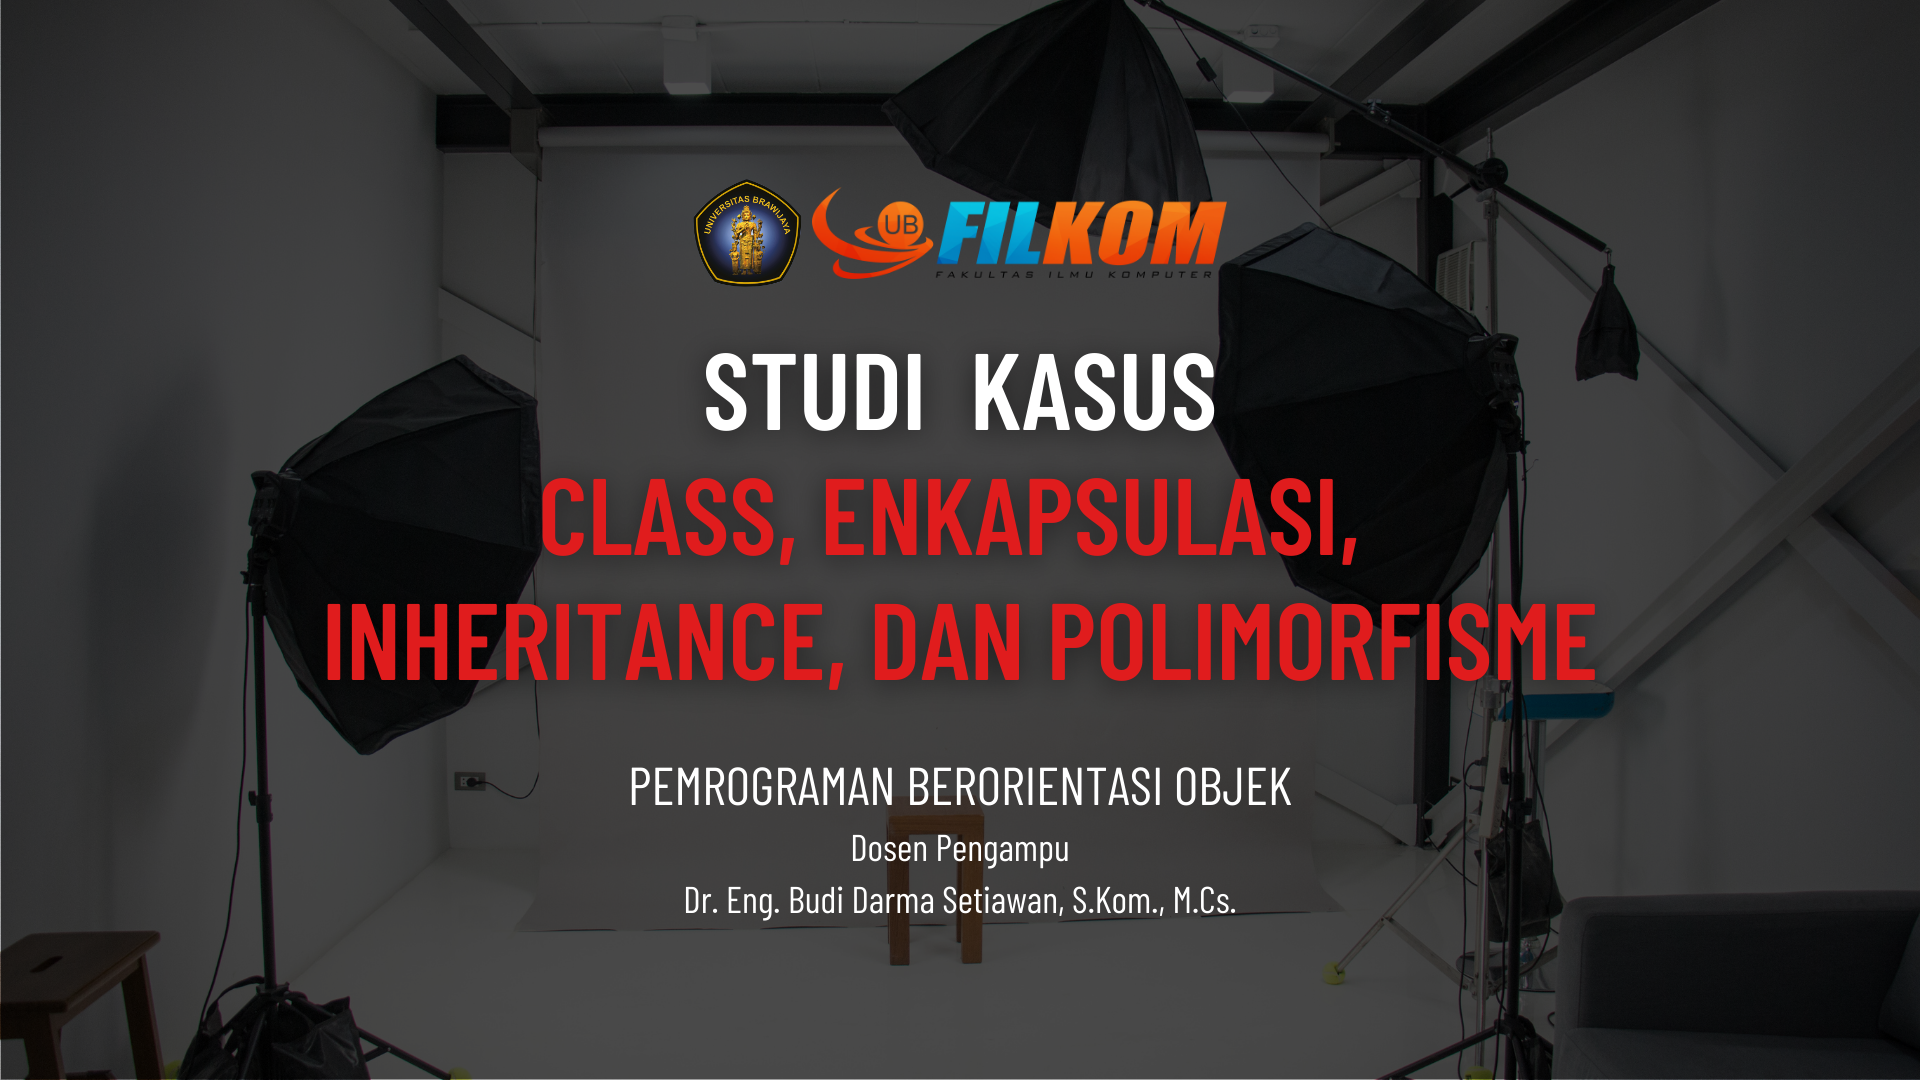 UNIVERSITAS BRAWIJAYA
UB
FILKOM
FAKULTAS ILMU KOMPUTER
STUDI KASUS
CLASS, ENKAPSULASI,
INHERITANCE, DAN POLIMORFISME
PEMROGRAMAN BERORIENTASI OBJEK
Dosen Pengampu
Dr. Eng. Budi Darma Setiawan, S.Kom., M.Cs.